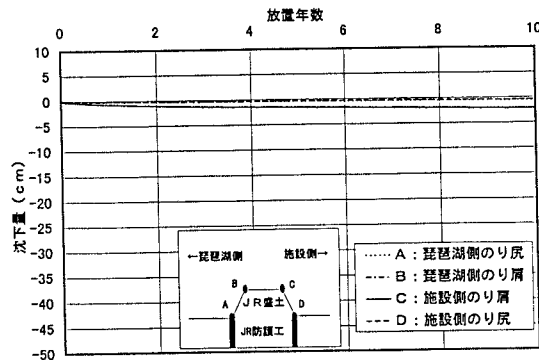 放置年数
0 2 4 6 8 10
10
5
0
-5
-10
-15
-20
-25
-30
-35
-40
-45
-50
沈下量(cm)
←琵琶湖側 施設側→
B C
A JR盛土 D
JR防護工
A:琵琶湖側のり尻
B:琵琶湖側のり肩
C:施設側のり肩
D:施設側のり尻